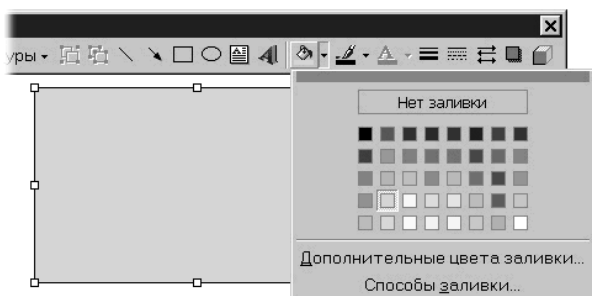 уры
Нет заливки
Дополнительные цвета заливки...
Способы заливки...